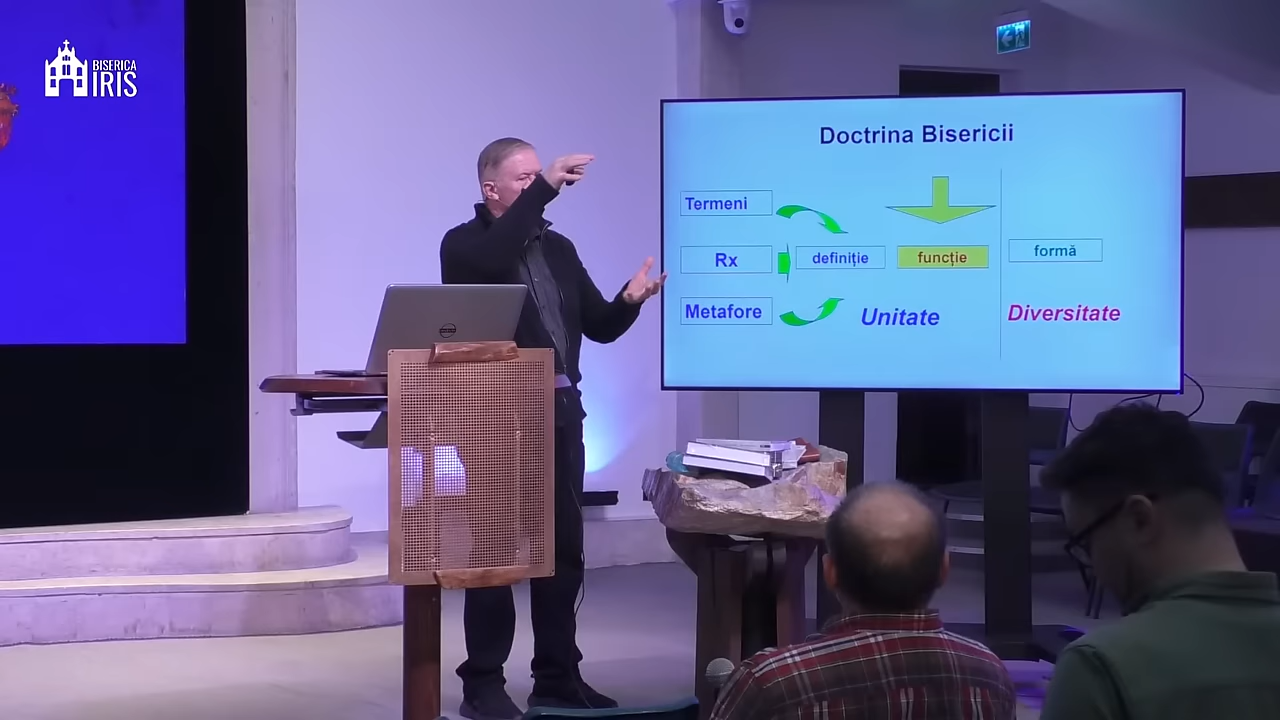 BISERICA
IRIS
Doctrina Bisericii
Termeni
Rx
definiție
funcție
formă
Metafore
Unitate
Diversitate